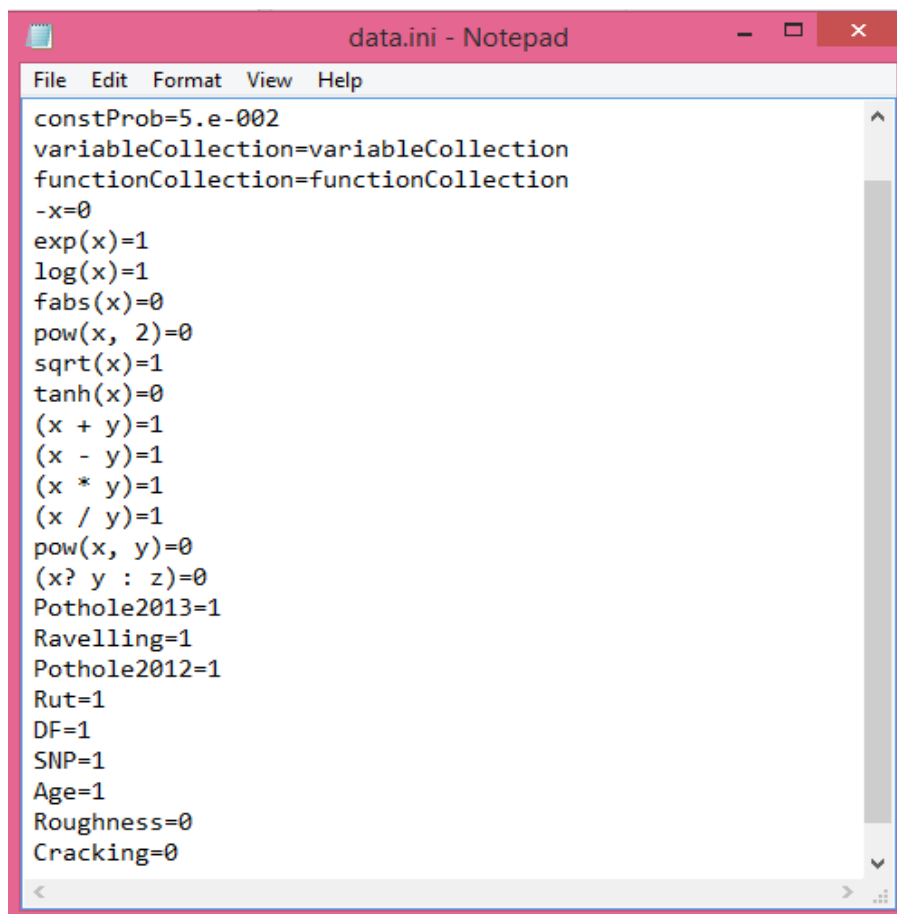 data.ini - Notepad
File Edit Format View Help
constProb=5.e-002
variableCollection=variableCollection
functionCollection=functionCollection
-x=0
exp(x)=1
log(x)=1
fabs(x)=0
pow(x, 2)=0
sqrt(x)=1
tanh(x)=0
(x + y)=1
(x - y)=1
(x * y)=1
(x / y)=1
pow(x, y)=0
(x? y : z)=0
Pothole2013=1
Ravelling=1
Pothole2012=1
Rut=1
DF=1
SNP=1
Age=1
Roughness=0
Cracking=0